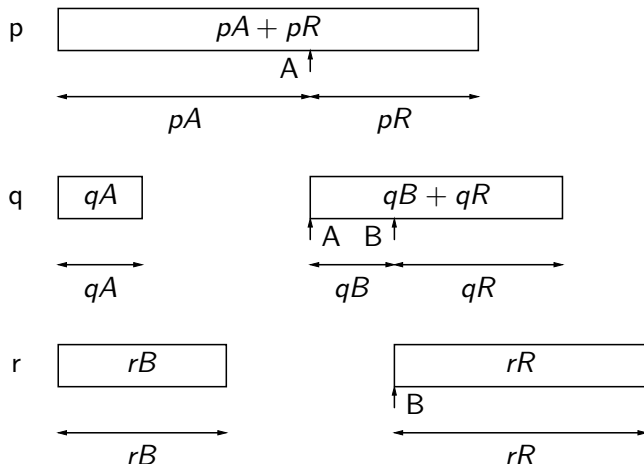 p pA + pR
A
pA pR
q qA qB + qR
A B
qA qB qR
r rB rR
B
rB rR